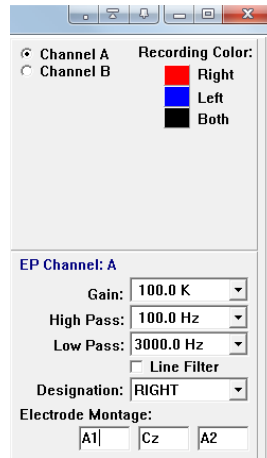 Channel A
Channel B
Recording Color:
Right
Left
Both
EP Channel: A
Gain: 100.0 K
High Pass: 100.0 Hz
Low Pass: 3000.0 Hz
Line Filter
Designation: RIGHT
Electrode Montage:
A1 Cz A2